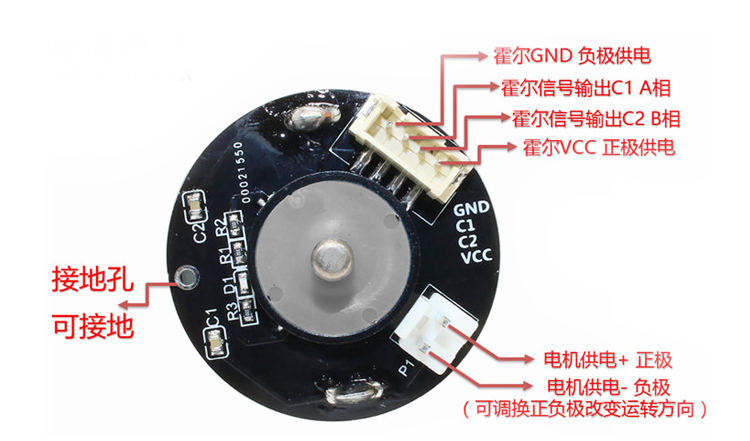 霍尔GND 负极供电
霍尔信号输出C1 A相
霍尔信号输出C2 B相
霍尔VCC 正极供电
00021550
C2
R2
R1
D1
R3
C1
GND
C1
C2
VCC
接地孔
可接地
P1
电机供电+ 正极
电机供电- 负极
(可调换正负极改变运转方向)